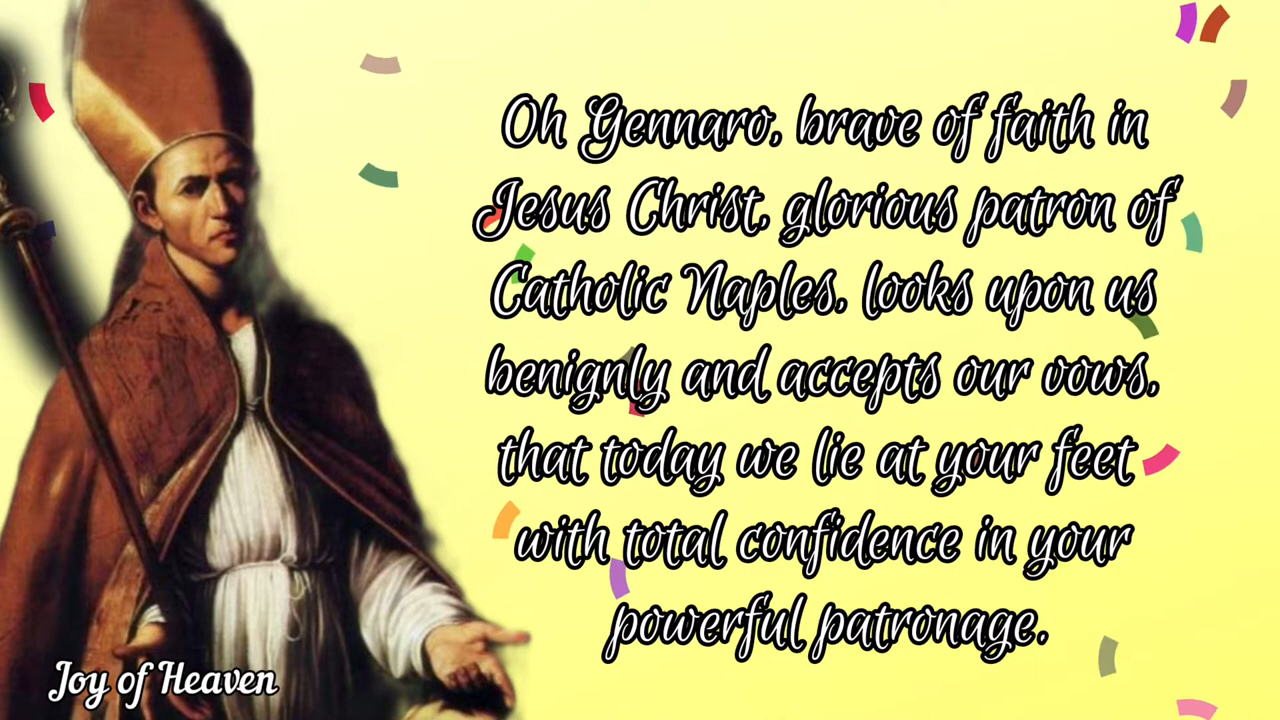 Oh Gennaro, brave of faith in
Jesus Christ, glorious patron of
Catholic Naples, looks upon us
benignly and accepts our vows,
that today we lie at your feet
with total confidence in your
powerful patronage.
Joy of Heaven